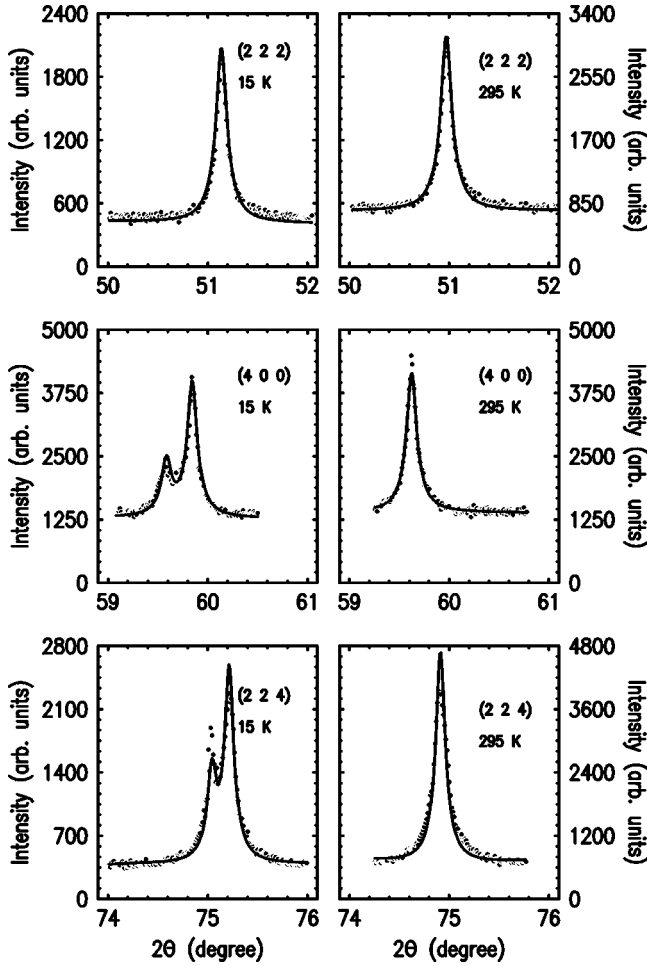 2800
2100
1400
700
0
Intensity (arb. units)
(2 2 2)
15 K
50 51 52
3400
2550
1700
850
0
Intensity (arb. units)
(2 2 2)
295 K
50 51 52
5000
3750
2500
1250
0
Intensity (arb. units)
(4 0 0)
15 K
59 60 61
5000
3750
2500
1250
0
Intensity (arb. units)
(4 0 0)
295 K
59 60 61
2800
2100
1400
700
0
Intensity (arb. units)
(2 2 4)
15 K
74 75 76
2θ (degree)
4800
3600
2400
1200
0
Intensity (arb. units)
(2 2 4)
295 K
74 75 76
2θ (degree)